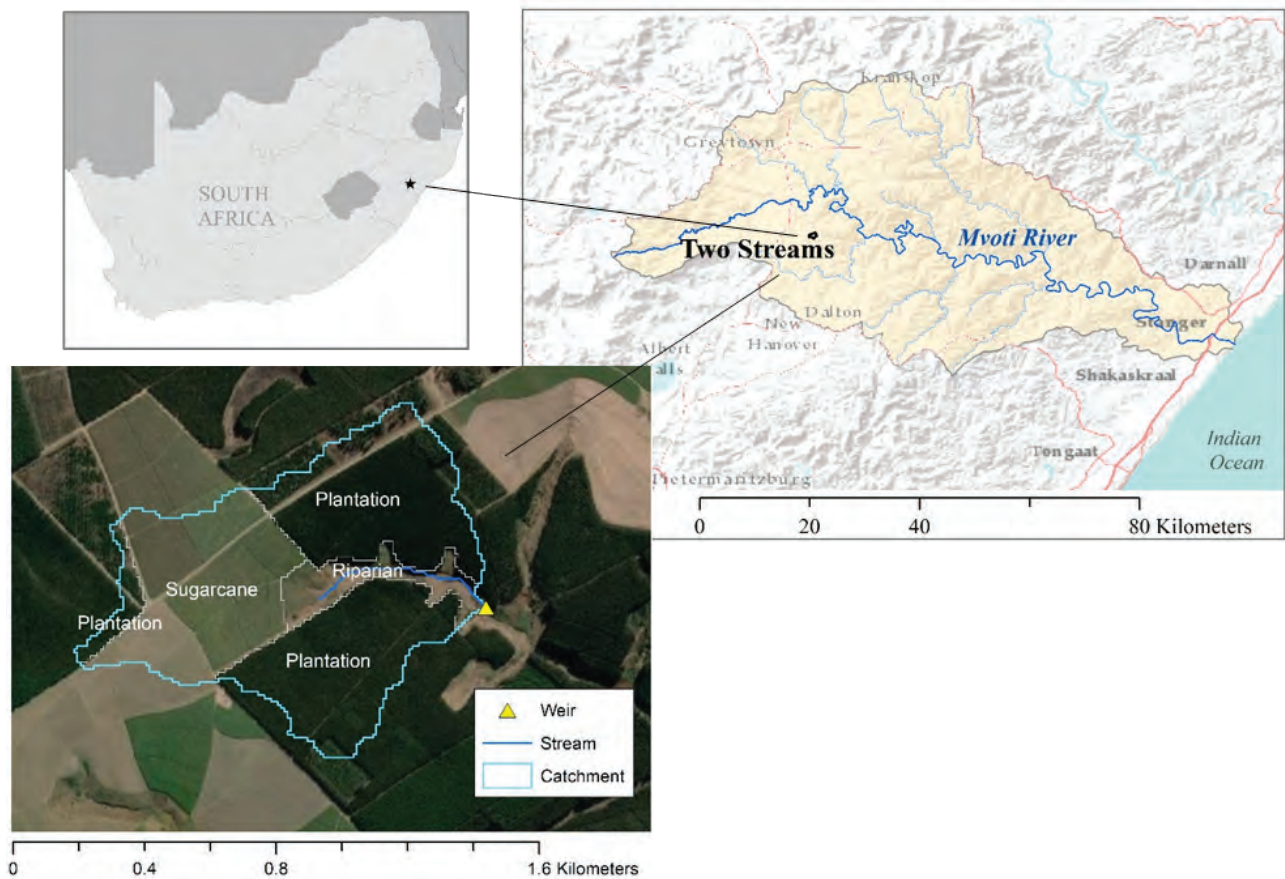 SOUTH
AFRICA
Kranskop
Greytown
Two Streams
Mvoti River
Darnall
Dalton
New
Hanover
Stanger
Albert
alls
Shakaskraal
Tongaat
Indian
Ocean
Pietermaritzburg
0 20 40 80 Kilometers
Plantation
Riparian
Sugarcane
Plantation
Plantation
Weir
Stream
Catchment
0 0.4 0.8 1.6 Kilometers